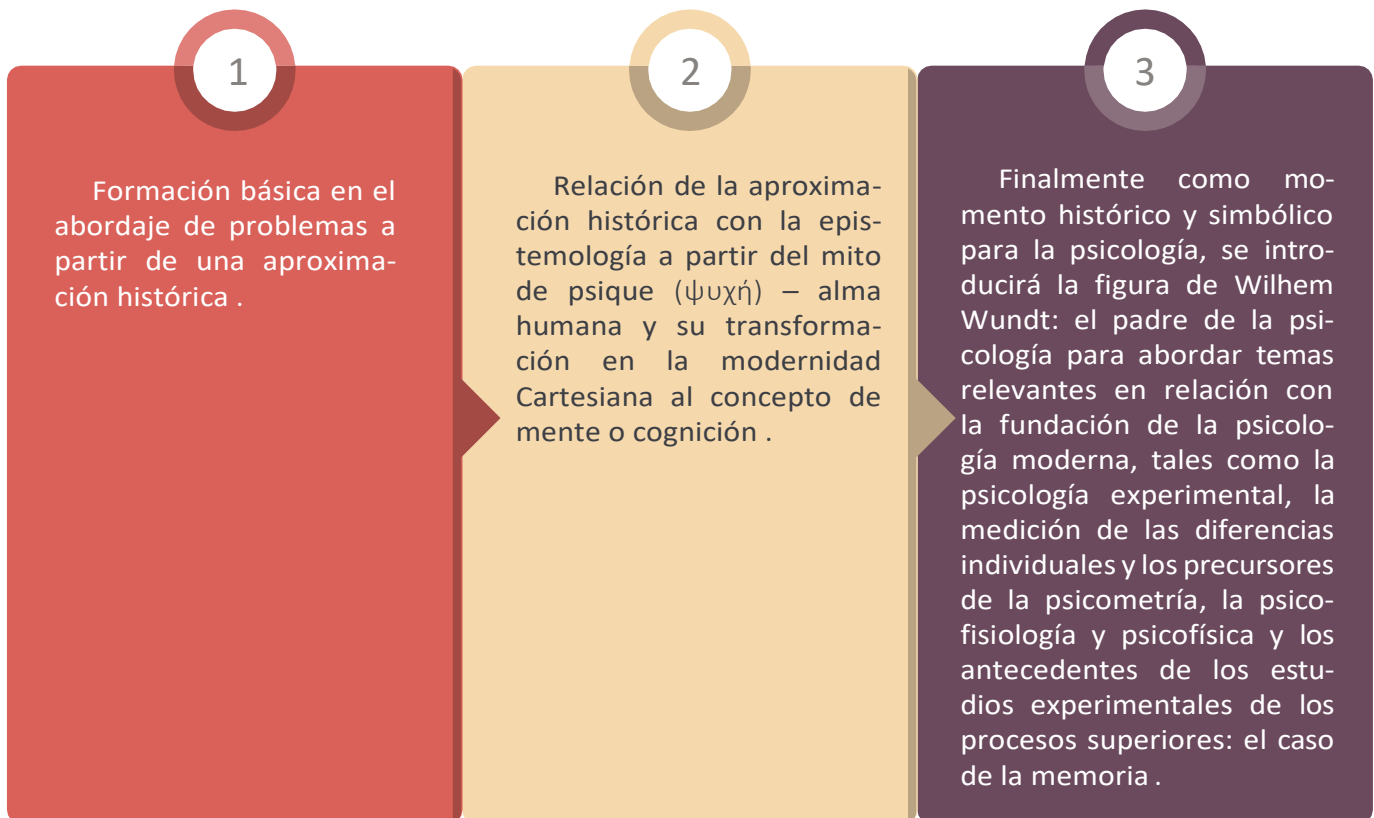 1
Formación básica en el
abordaje de problemas a
partir de una aproxima-
ción histórica .
2
Relación de la aproxima-
ción histórica con la epis-
temología a partir del mito
de psique (ψυχή) – alma
humana y su transforma-
ción en la modernidad
Cartesiana al concepto de
mente o cognición .
3
Finalmente como mo-
mento histórico y simbólico
para la psicología, se intro-
ducirá la figura de Wilhem
Wundt: el padre de la psi-
cología para abordar temas
relevantes en relación con
la fundación de la psicolo-
gía moderna, tales como la
psicología experimental, la
medición de las diferencias
individuales y los precursores
de la psicometría, la psico-
fisiología y psicofísica y los
antecedentes de los estu-
dios experimentales de los
procesos superiores: el caso
de la memoria .